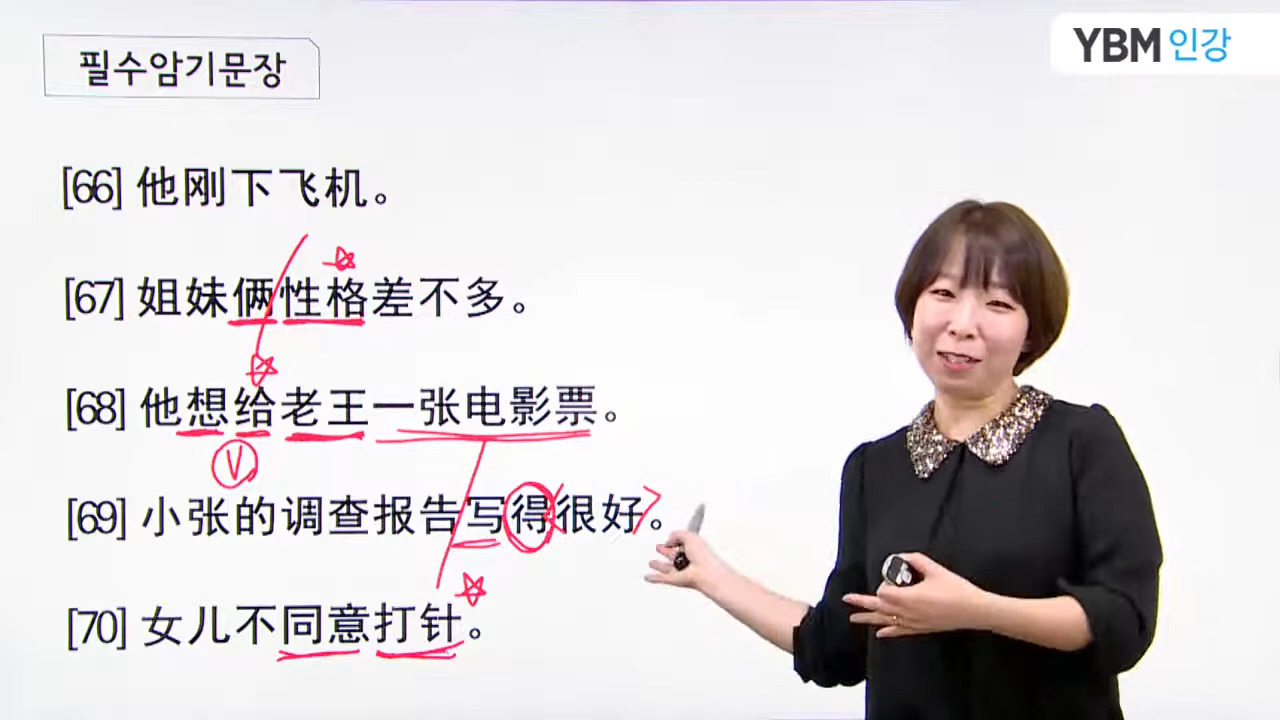 필수암기문장
YBM 인강
[66] 他刚下飞机。
[67] 姐妹俩性格差不多。
[68] 他想给老王一张电影票。
V
[69] 小张的调查报告写得很好。
[70] 女儿不同意打针。